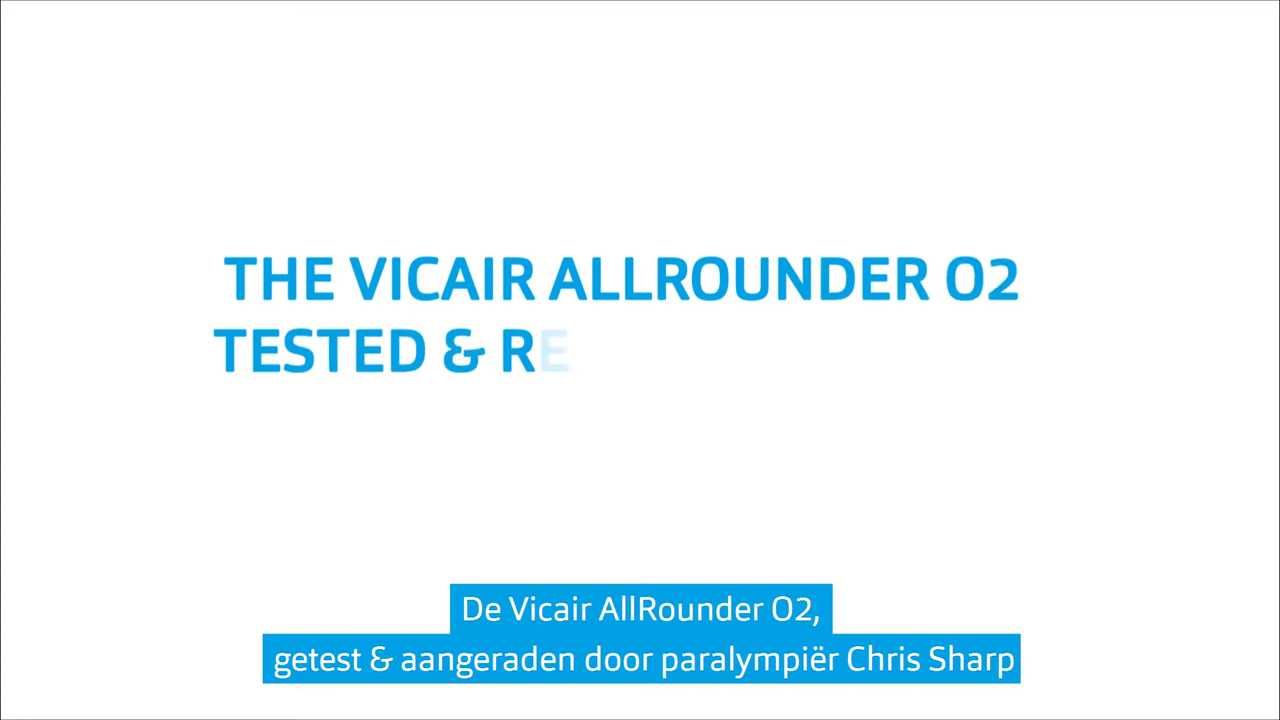 THE VICAIR ALLROUNDER O2
TESTED & RE
De Vicair AllRounder O2,
getest & aangeraden door paralympiër Chris Sharp